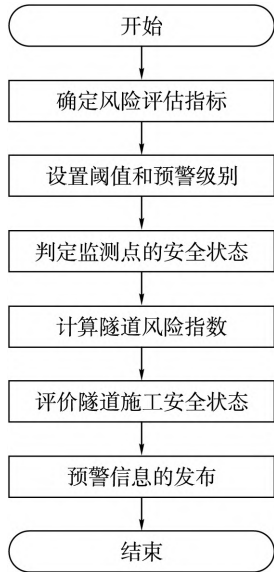 开始
确定风险评估指标
设置阈值和预警级别
判定监测点的安全状态
计算隧道风险指数
评价隧道施工安全状态
预警信息的发布
结束